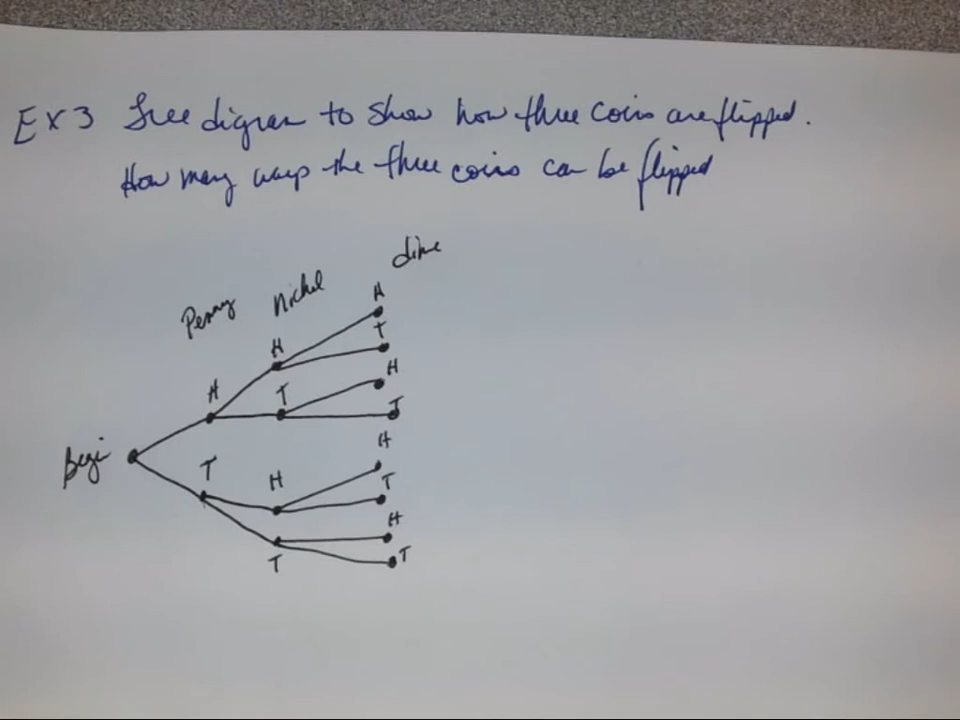 Ex 3 Tree digram to show how three coins are flipped.
How many ways the three coins can be flipped
dime
Penny Nickel
H
T
H
H
H T
T
H
Begin
T H
T
H
T
T